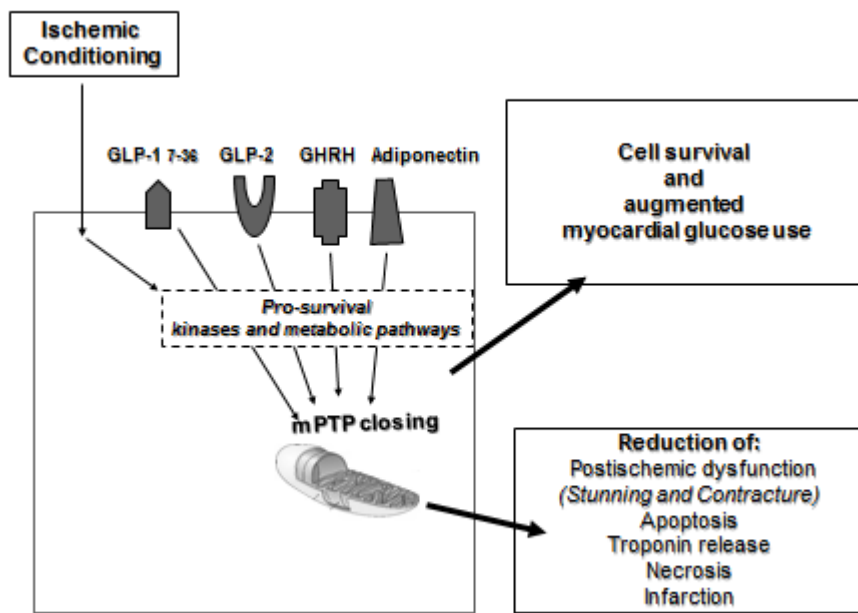 Ischemic
Conditioning
GLP-1 7-36 GLP-2 GHRH Adiponectin
Pro-survival
kinases and metabolic pathways
mPTP closing
Cell survival
and
augmented
myocardial glucose use
Reduction of:
Postischemic dysfunction
(Stunning and Contracture)
Apoptosis
Troponin release
Necrosis
Infarction